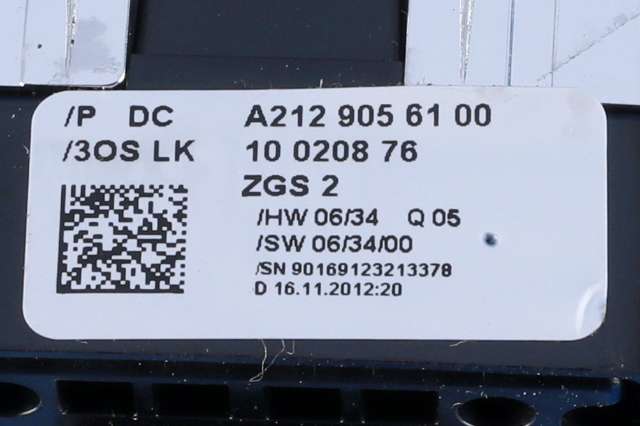 /P DC A212 905 61 00
/3OS LK 10 0208 76
ZGS 2
/HW 06/34 Q 05
/SW 06/34/00
/SN 90169123213378
D 16.11.2012:20